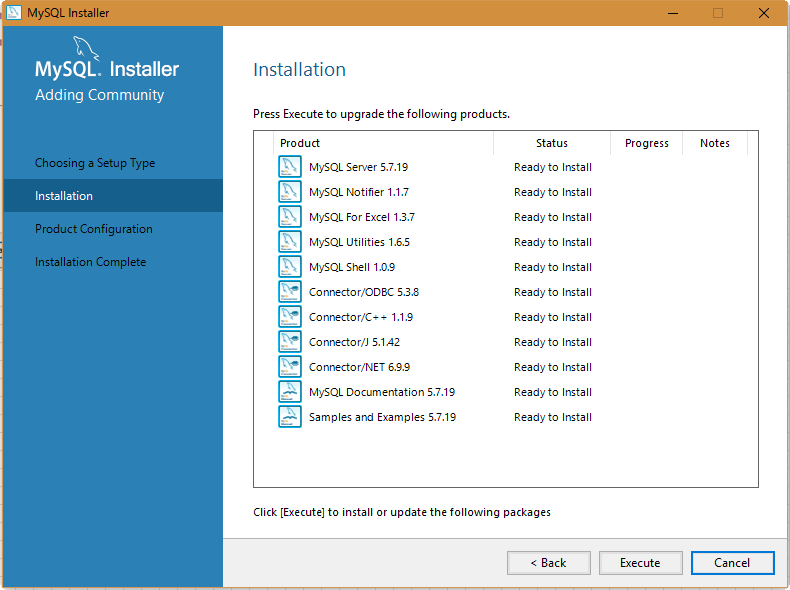 MySQL Installer
MySQL. Installer
Adding Community
Choosing a Setup Type
Installation
Product Configuration
Installation Complete
Installation
Press Execute to upgrade the following products.
Product Status Progress Notes
MySQL Server 5.7.19 Ready to Install
MySQL Notifier 1.1.7 Ready to Install
MySQL For Excel 1.3.7 Ready to Install
MySQL Utilities 1.6.5 Ready to Install
MySQL Shell 1.0.9 Ready to Install
Connector/ODBC 5.3.8 Ready to Install
Connector/C++ 1.1.9 Ready to Install
Connector/J 5.1.42 Ready to Install
Connector/NET 6.9.9 Ready to Install
MySQL Documentation 5.7.19 Ready to Install
Samples and Examples 5.7.19 Ready to Install
Click [Execute] to install or update the following packages
< Back Execute Cancel